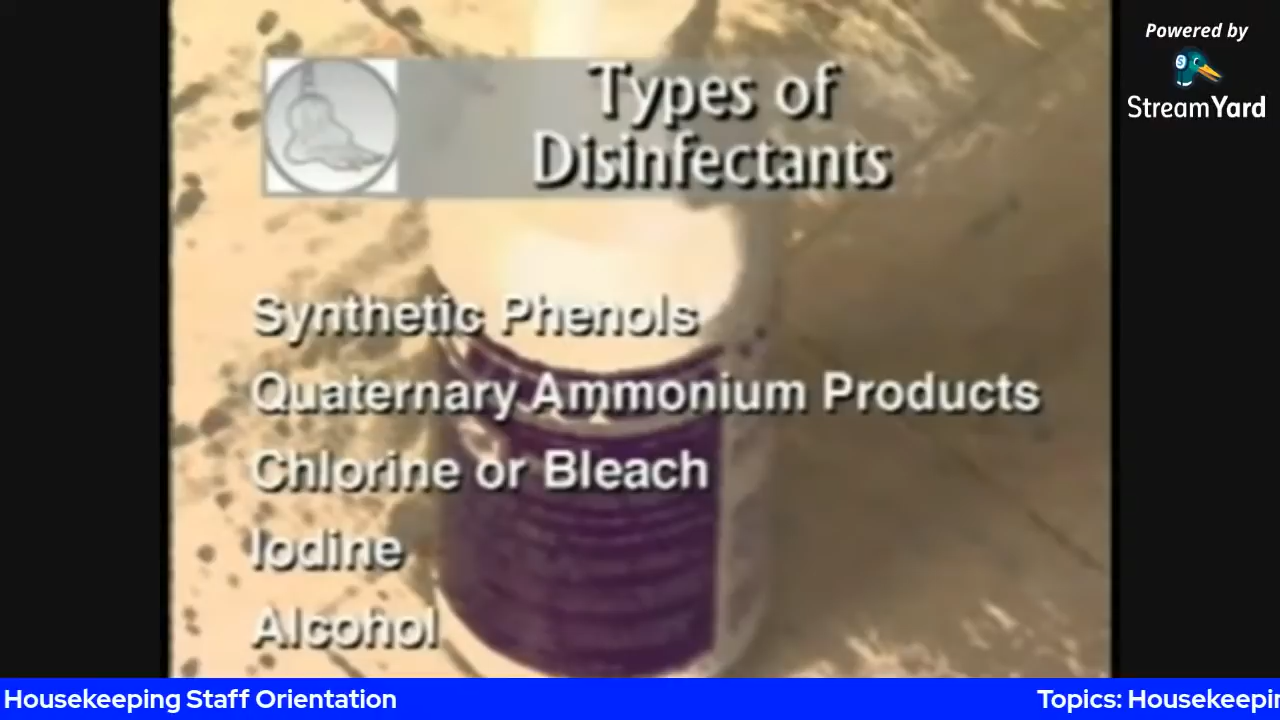 Powered by
StreamYard
Types of
Disinfectants
Synthetic Phenols
Quaternary Ammonium Products
Chlorine or Bleach
Iodine
Alcohol
Housekeeping Staff Orientation
Topics: Housekeepin